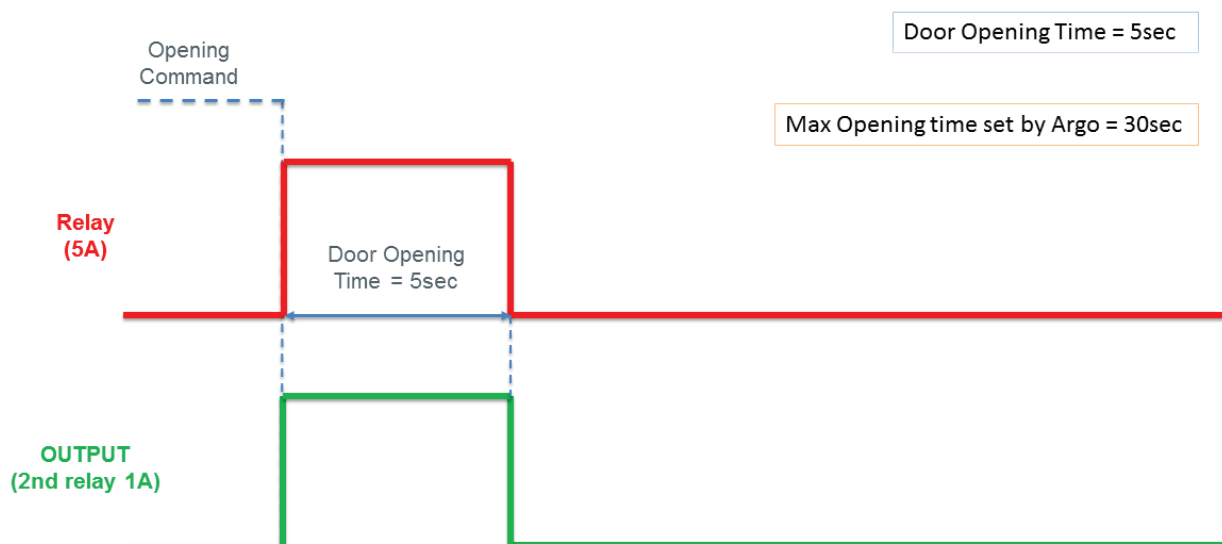 Door Opening Time = 5sec
Opening
Command
Max Opening time set by Argo = 30sec
Relay
(5A)
Door Opening
Time = 5sec
OUTPUT
(2nd relay 1A)